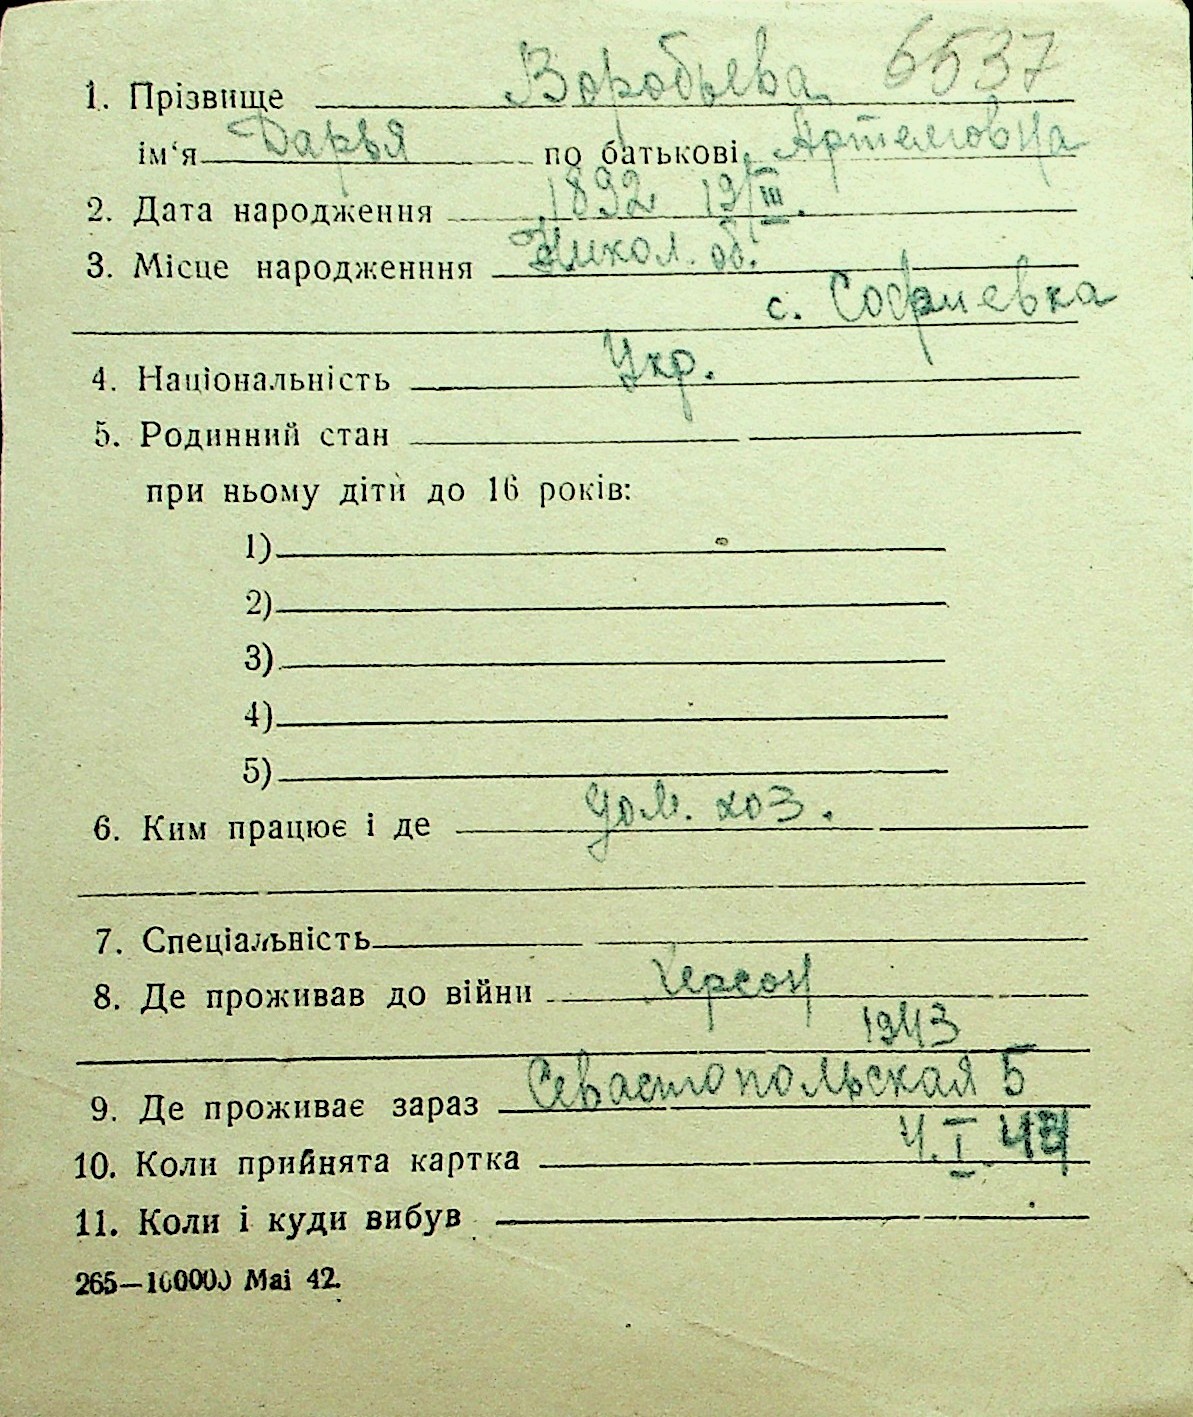 1. Прізвище Воробьева 6537
ім‘я Дарья по батькові Артемовна
2. Дата народження 1892 19/III.
3. Місце народженння Никол. об.
с. Софиевка
4. Національність Укр.
5. Родинний стан
при ньому діти до 16 років:
1)
2)
3)
4)
5)
6. Ким працює і де дом. хоз.
7. Спеціальність
8. Де проживав до війни Херсон
1943
9. Де проживає зараз Севастопольская 5
10. Коли прийнята картка 4. I.
11. Коли і куди вибув
265—100000 Mai 42.